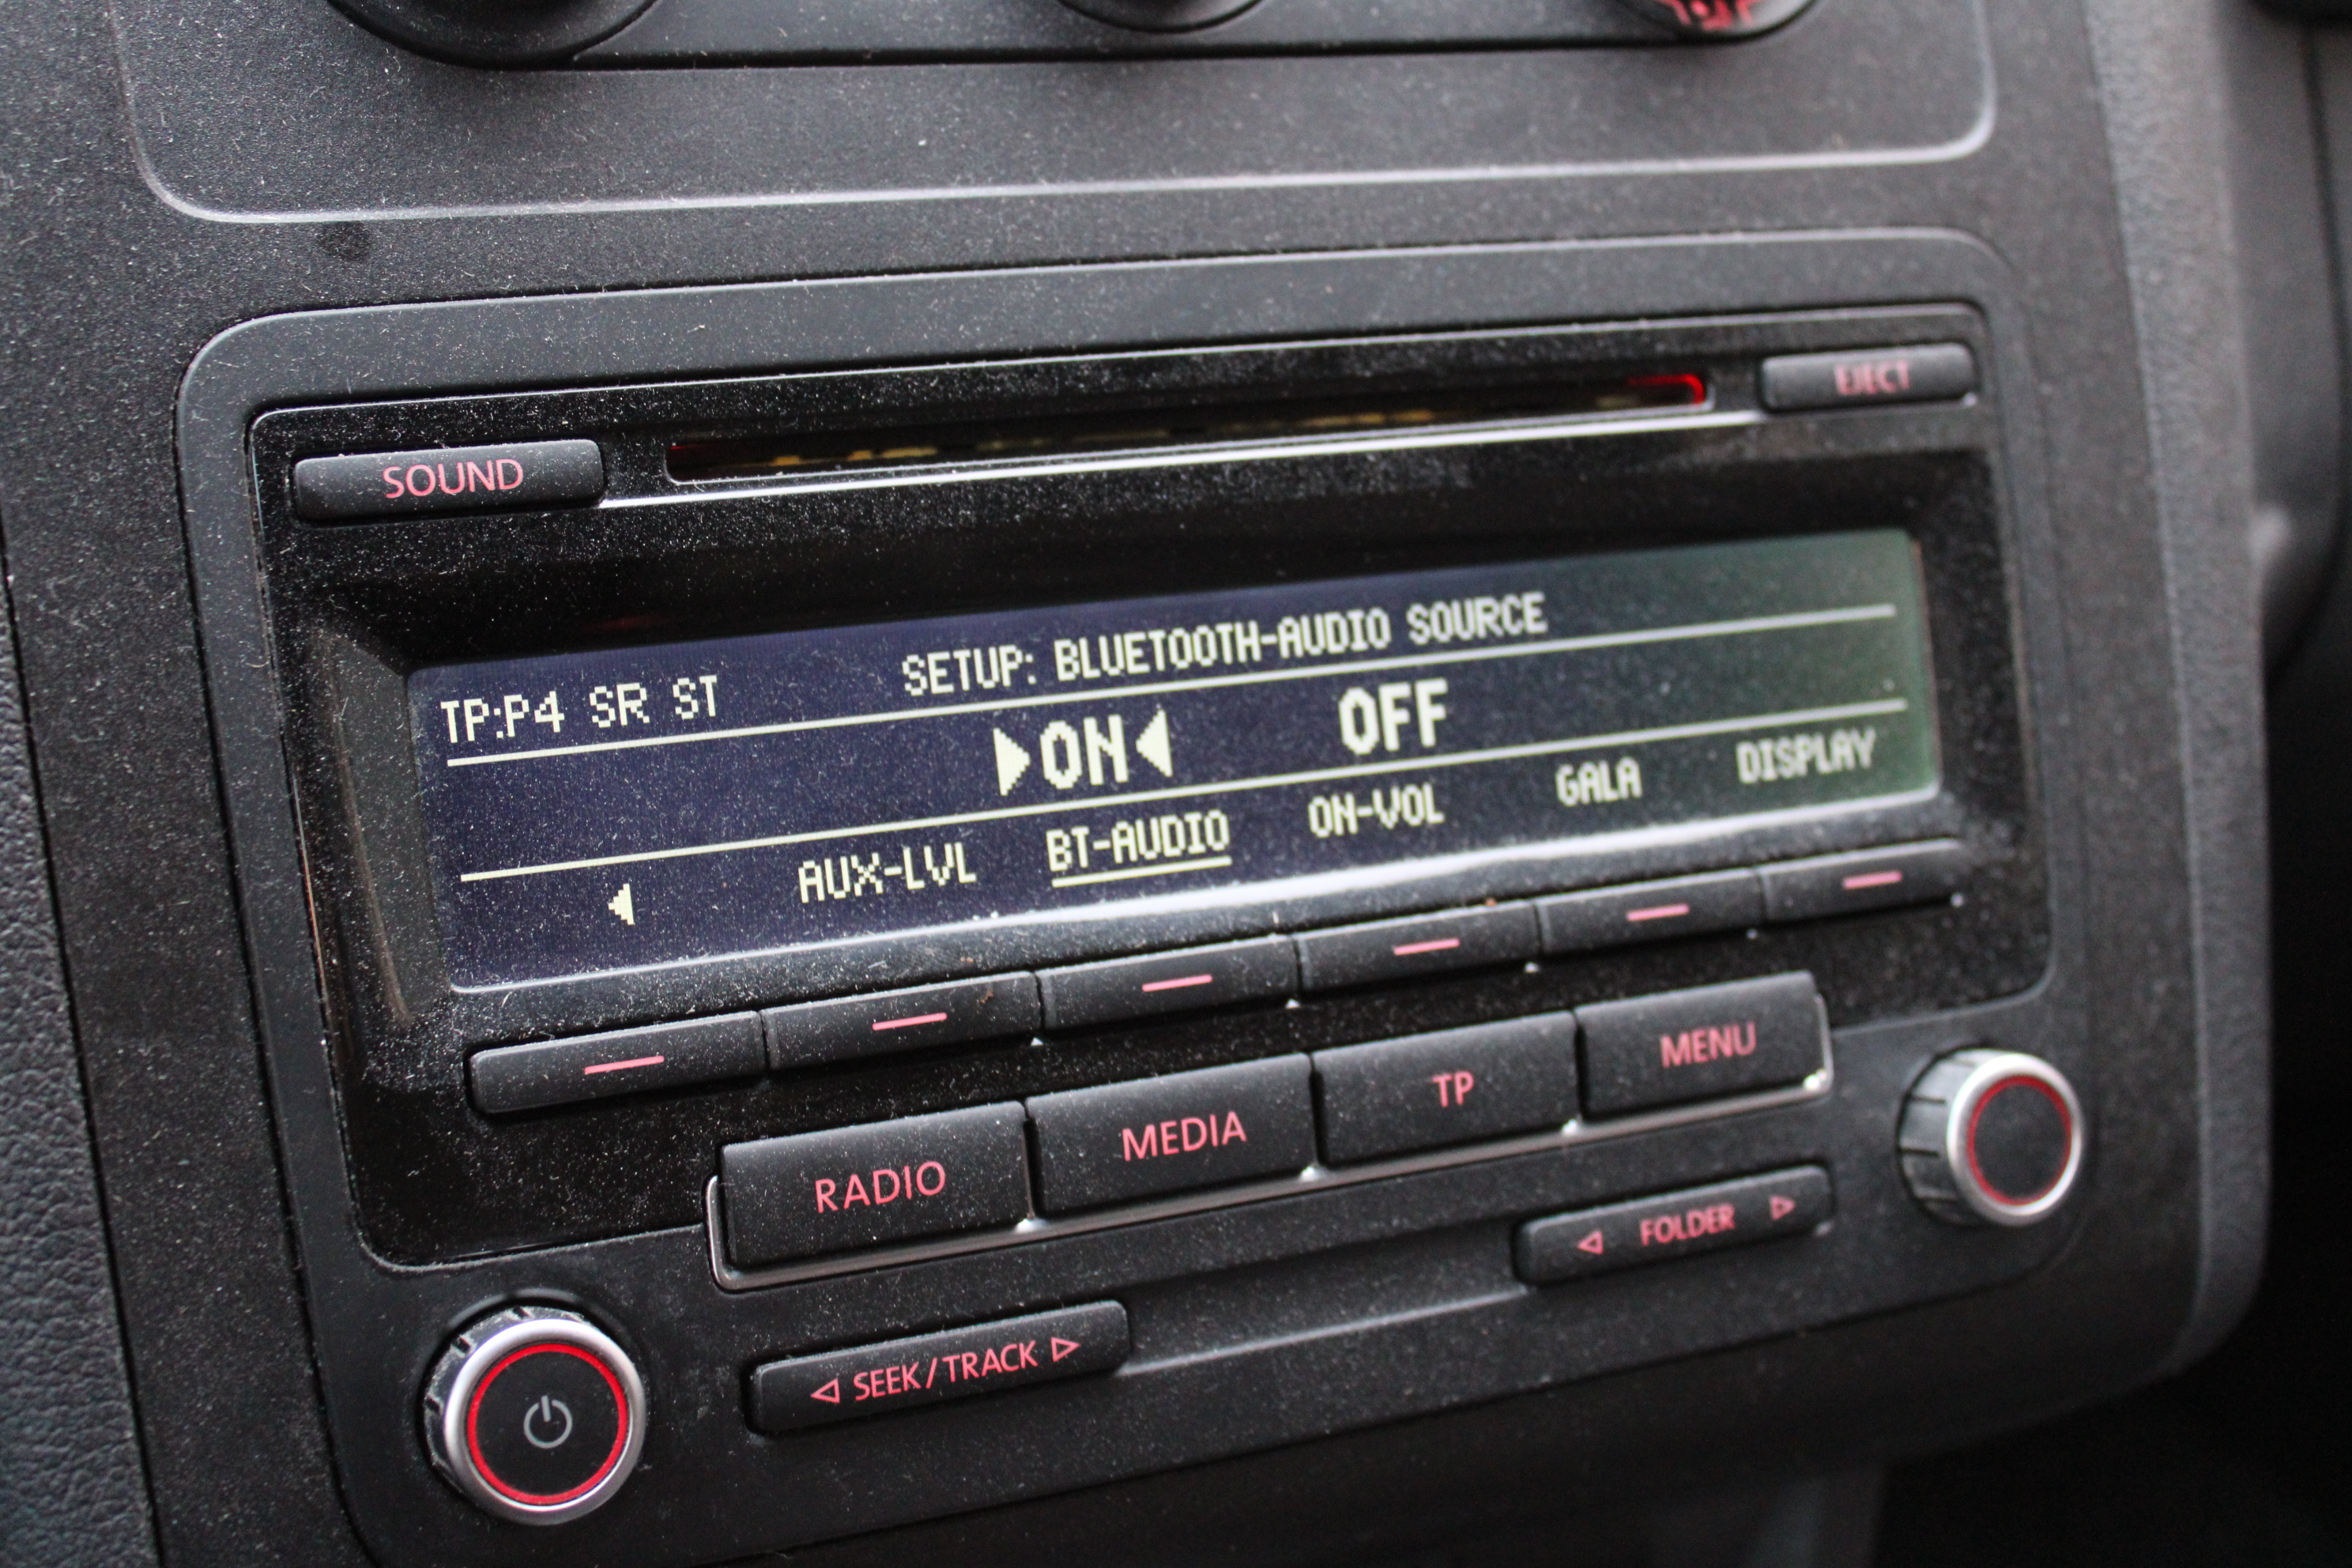 EJECT
SOUND
TP:P4 SR ST SETUP: BLUETOOTH-AUDIO SOURCE
ON OFF
AUX-LVL BT-AUDIO ON-VOL GALA DISPLAY
RADIO MEDIA TP MENU
SEEK/TRACK FOLDER